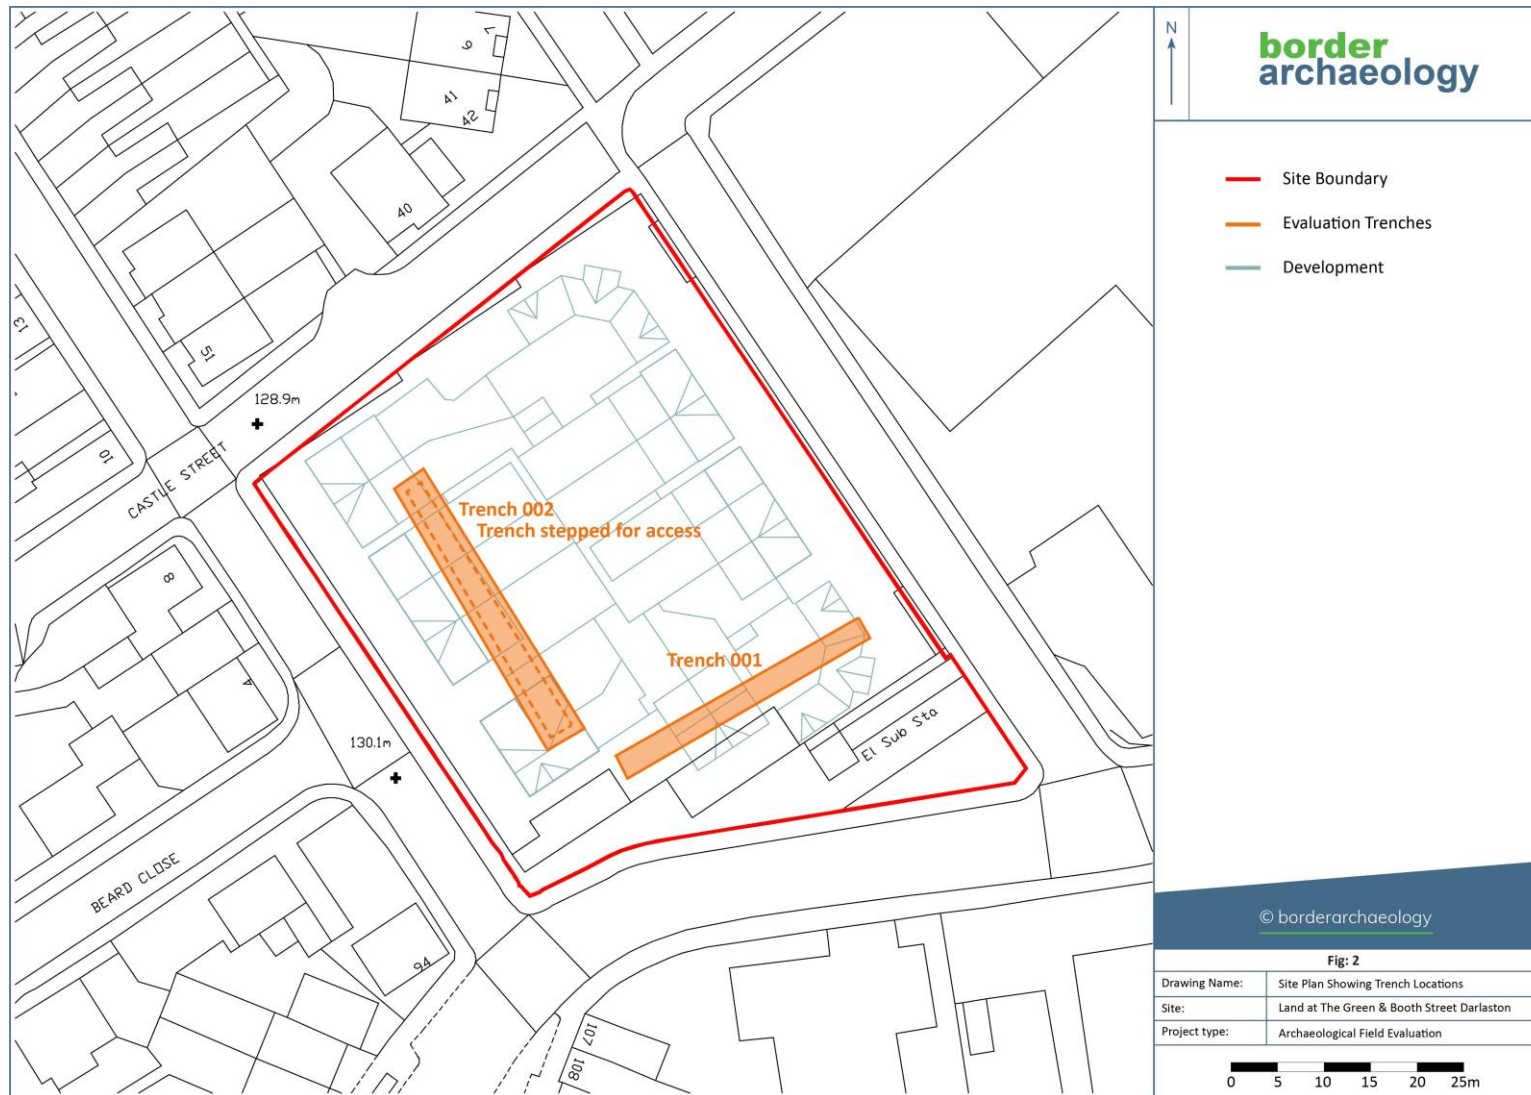 N
border
archaeology
Site Boundary
Evaluation Trenches
Development
7
6
41
42
40
51
13
10
128.9m
CASTLE STREET
Trench 002
Trench stepped for access
8
4
Trench 001
El Sub Sta
130.1m
BEARD CLOSE
94
107
108
© borderarchaeology
Fig: 2
Drawing Name: Site Plan Showing Trench Locations
Site: Land at The Green & Booth Street Darlaston
Project type: Archaeological Field Evaluation
0 5 10 15 20 25m